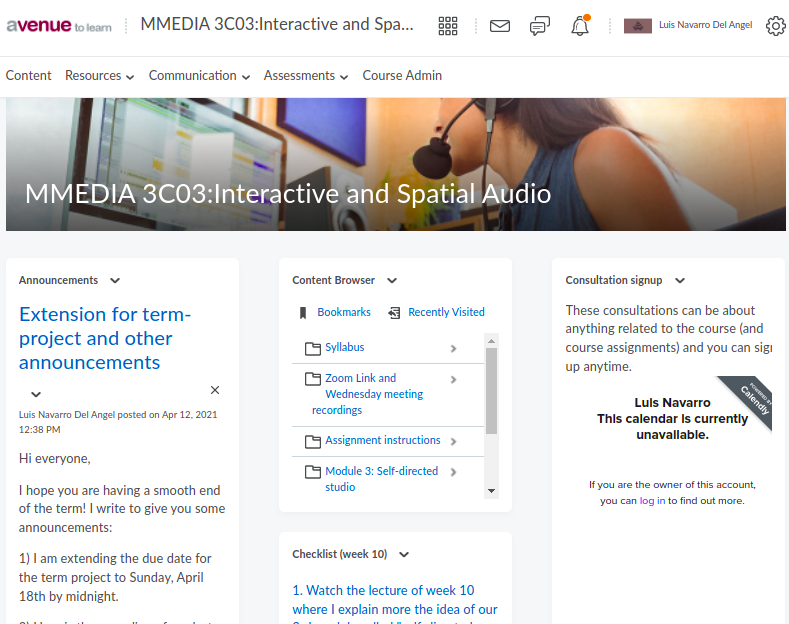 avenue to learn
MMEDIA 3C03:Interactive and Spa...
Luis Navarro Del Angel
Content Resources Communication Assessments Course Admin
MMEDIA 3C03:Interactive and Spatial Audio
Announcements
Extension for term-
project and other
announcements
Luis Navarro Del Angel posted on Apr 12, 2021
12:38 PM
Hi everyone,
I hope you are having a smooth end
of the term! I write to give you some
announcements:
1) I am extending the due date for
the term project to Sunday, April
18th by midnight.
Content Browser
Bookmarks Recently Visited
Syllabus
Zoom Link and
Wednesday meeting
recordings
Assignment instructions
Module 3: Self-directed
studio
Checklist (week 10)
1. Watch the lecture of week 10
where I explain more the idea of our
Consultation signup
These consultations can be about
anything related to the course (and
course assignments) and you can sign
up anytime.
POWERED BY
Calendly
Luis Navarro
This calendar is currently
unavailable.
If you are the owner of this account,
you can log in to find out more.